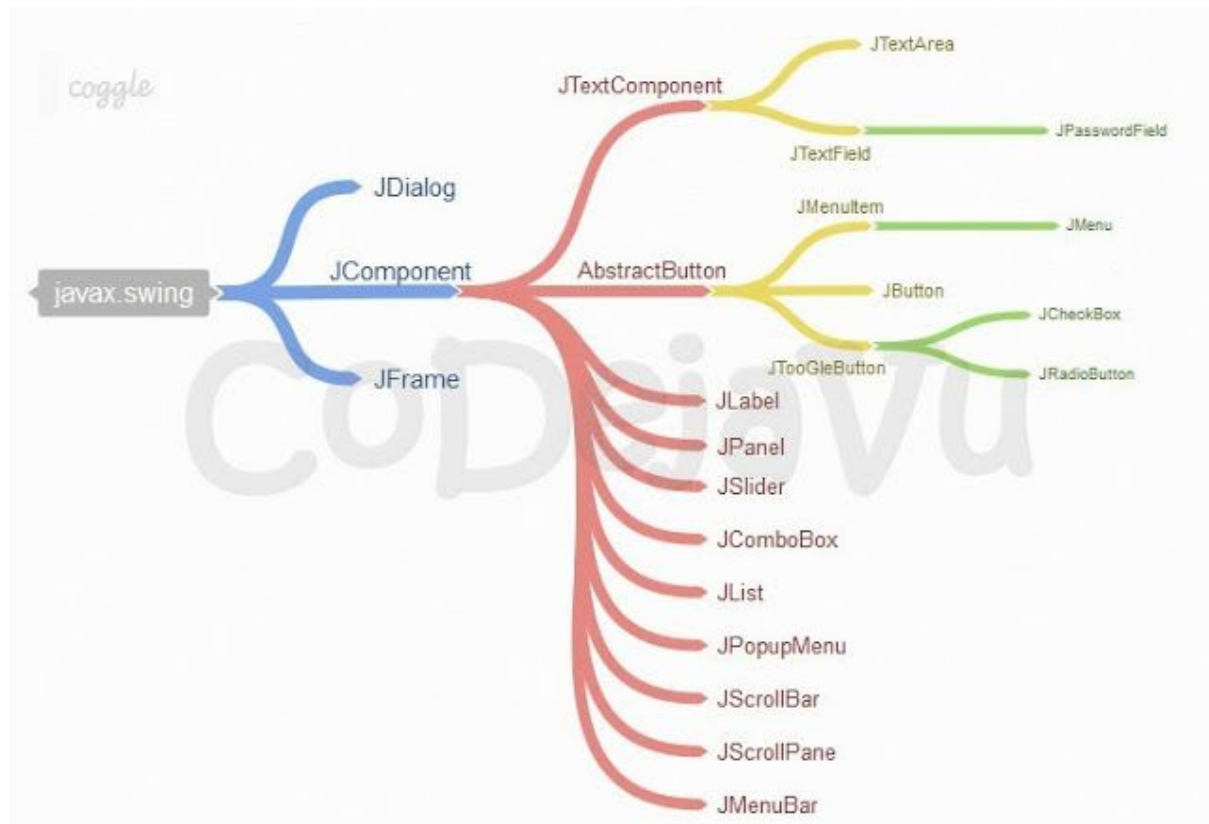 coggle
javax.swing
JDialog
JComponent
JFrame
JTextComponent
JTextArea
JTextField
JPasswordField
AbstractButton
JMenuItem
JMenu
JButton
JTooGleButton
JCheckBox
JRadioButton
JLabel
JPanel
JSlider
JComboBox
JList
JPopupMenu
JScrollBar
JScrollPane
JMenuBar
CoDejaVu